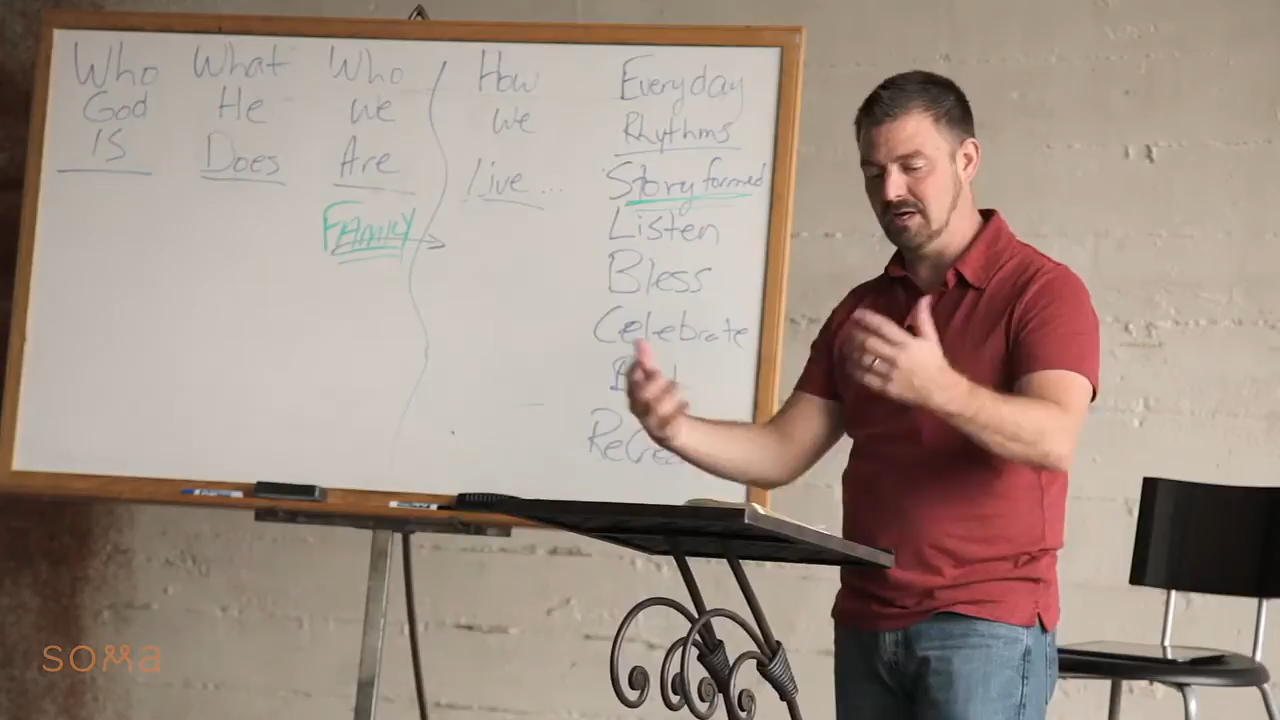 Who
God
IS
What
He
Does
Who
we
Are
FAMILY
How
we
Live...
Everyday
Rhythms
Story formed
Listen
Bless
Celebrate
soma